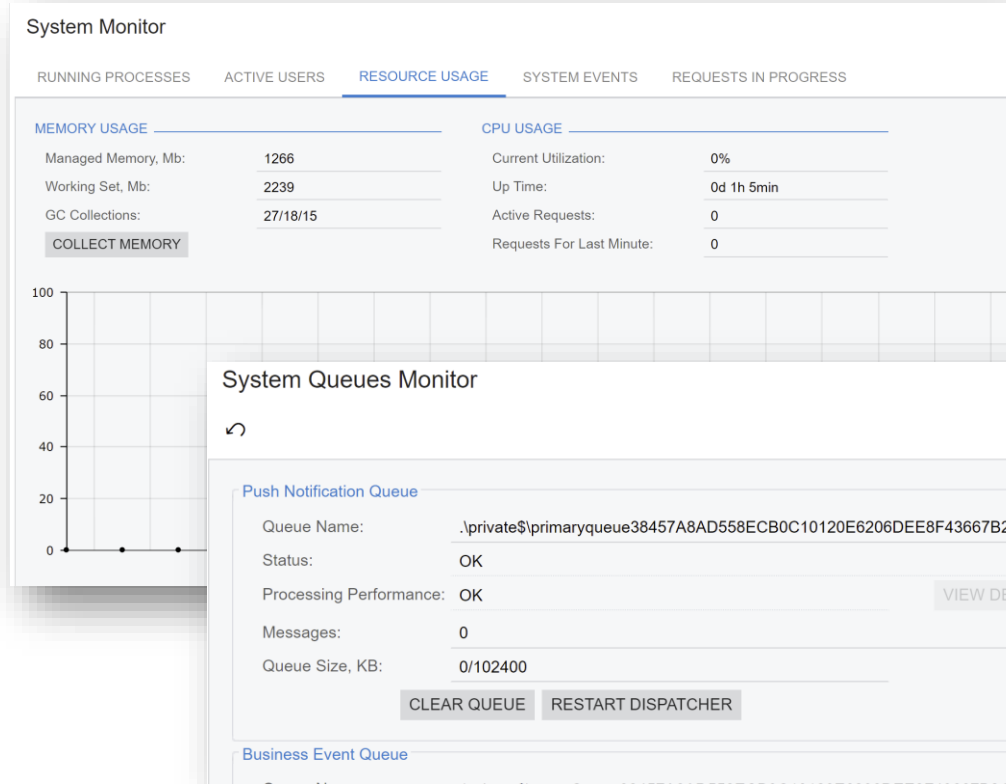 System Monitor
RUNNING PROCESSES ACTIVE USERS RESOURCE USAGE SYSTEM EVENTS REQUESTS IN PROGRESS
MEMORY USAGE CPU USAGE
Managed Memory, Mb: 1266 Current Utilization: 0%
Working Set, Mb: 2239 Up Time: 0d 1h 5min
GC Collections: 27/18/15 Active Requests: 0
COLLECT MEMORY Requests For Last Minute: 0
100
80
60
40
20
0
System Queues Monitor
Push Notification Queue
Queue Name: .\private$\primaryqueue38457A8AD558ECB0C10120E6206DEE8F43667B2
Status: OK
Processing Performance: OK VIEW DE
Messages: 0
Queue Size, KB: 0/102400
CLEAR QUEUE RESTART DISPATCHER
Business Event Queue